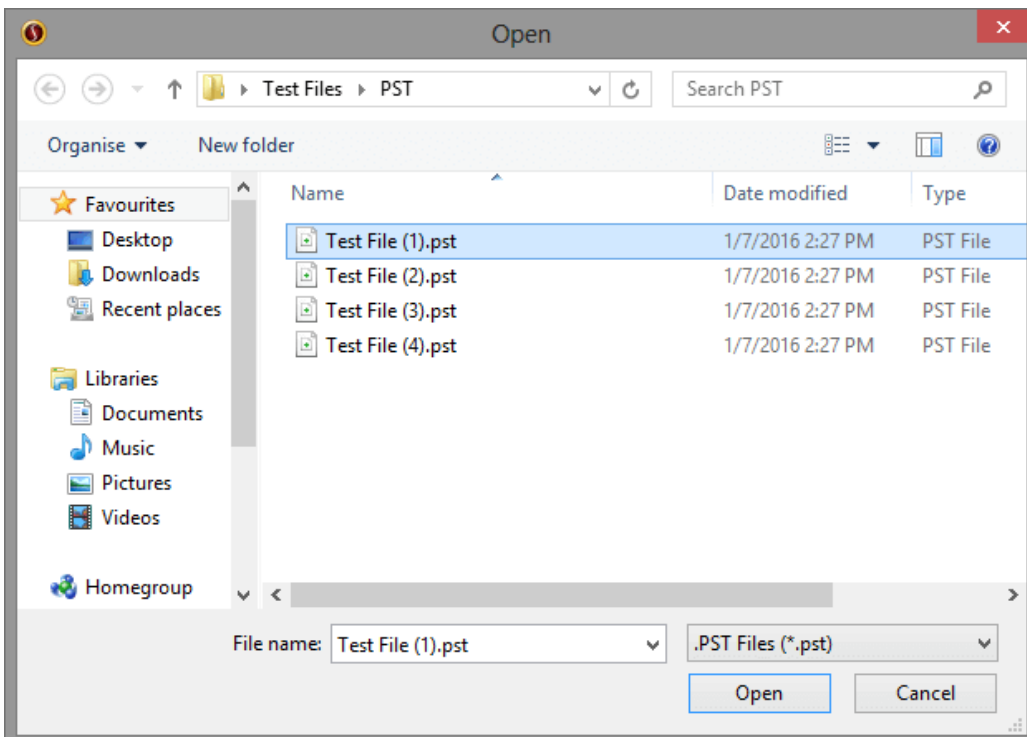 Open
Test Files PST Search PST
Organise New folder
Name Date modified Type
Favourites
Desktop
Downloads
Recent places
Libraries
Documents
Music
Pictures
Videos
Homegroup
Test File (1).pst 1/7/2016 2:27 PM PST File
Test File (2).pst 1/7/2016 2:27 PM PST File
Test File (3).pst 1/7/2016 2:27 PM PST File
Test File (4).pst 1/7/2016 2:27 PM PST File
File name: Test File (1).pst .PST Files (*.pst)
Open Cancel